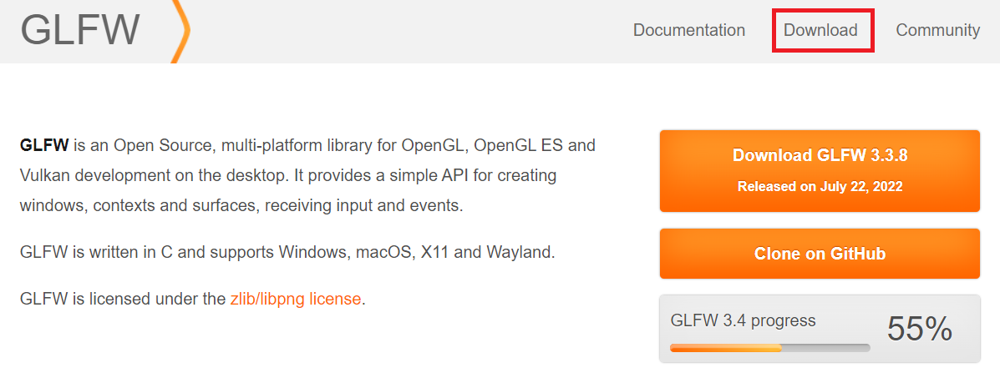 GLFW
Documentation
Download
Community
GLFW is an Open Source, multi-platform library for OpenGL, OpenGL ES and
Vulkan development on the desktop. It provides a simple API for creating
windows, contexts and surfaces, receiving input and events.
GLFW is written in C and supports Windows, macOS, X11 and Wayland.
GLFW is licensed under the zlib/libpng license.
Download GLFW 3.3.8
Released on July 22, 2022
Clone on GitHub
GLFW 3.4 progress
55%